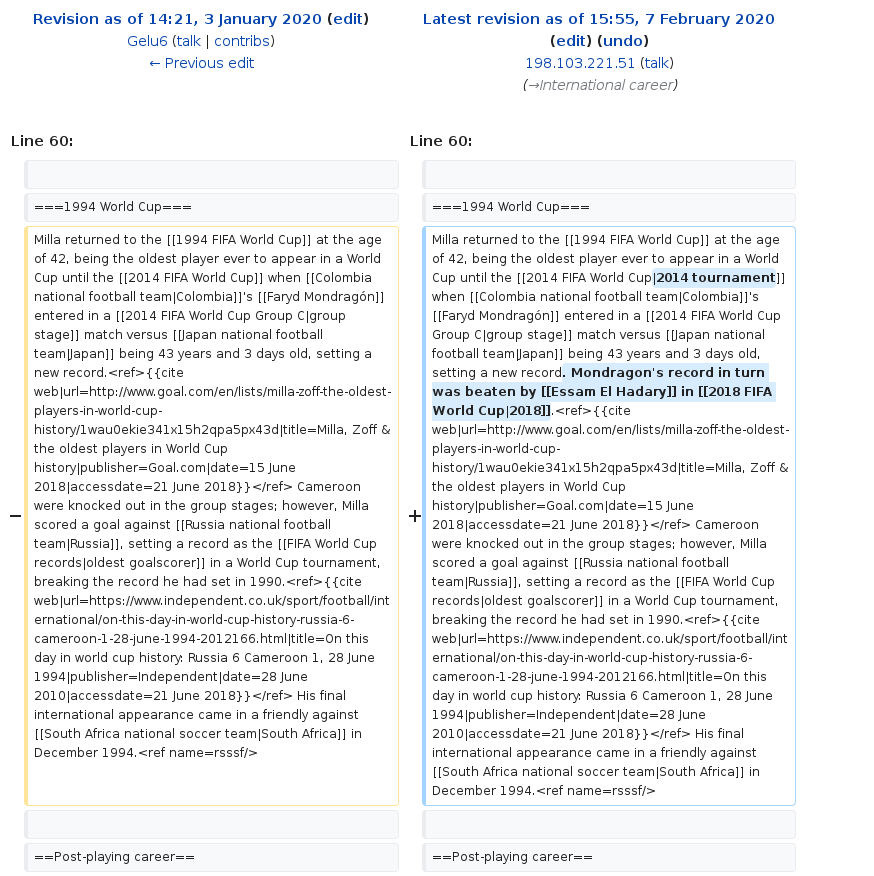 Revision as of 14:21, 3 January 2020 (edit)
Gelu6 (talk | contribs)
← Previous edit
Latest revision as of 15:55, 7 February 2020
(edit) (undo)
198.103.221.51 (talk)
(→International career)
Line 60:
Line 60:
===1994 World Cup===
===1994 World Cup===
−
Milla returned to the [[1994 FIFA World Cup]] at the age
of 42, being the oldest player ever to appear in a World
Cup until the [[2014 FIFA World Cup]] when [[Colombia
national football team|Colombia]]'s [[Faryd Mondragón]]
entered in a [[2014 FIFA World Cup Group C|group
stage]] match versus [[Japan national football
team|Japan]] being 43 years and 3 days old, setting a
new record.<ref>{{cite
web|url=http://www.goal.com/en/lists/milla-zoff-the-oldest-
players-in-world-cup-
history/1wau0ekie341x15h2qpa5px43d|title=Milla, Zoff &
the oldest players in World Cup
history|publisher=Goal.com|date=15 June
2018|accessdate=21 June 2018}}</ref> Cameroon
were knocked out in the group stages; however, Milla
scored a goal against [[Russia national football
team|Russia]], setting a record as the [[FIFA World Cup
records|oldest goalscorer]] in a World Cup tournament,
breaking the record he had set in 1990.<ref>{{cite
web|url=https://www.independent.co.uk/sport/football/int
ernational/on-this-day-in-world-cup-history-russia-6-
cameroon-1-28-june-1994-2012166.html|title=On this
day in world cup history: Russia 6 Cameroon 1, 28 June
1994|publisher=Independent|date=28 June
2010|accessdate=21 June 2018}}</ref> His final
international appearance came in a friendly against
[[South Africa national soccer team|South Africa]] in
December 1994.<ref name=rsssf/>
+
Milla returned to the [[1994 FIFA World Cup]] at the age
of 42, being the oldest player ever to appear in a World
Cup until the [[2014 FIFA World Cup|2014 tournament]]
when [[Colombia national football team|Colombia]]'s
[[Faryd Mondragón]] entered in a [[2014 FIFA World Cup
Group C|group stage]] match versus [[Japan national
football team|Japan]] being 43 years and 3 days old,
setting a new record. Mondragon's record in turn
was beaten by [[Essam El Hadary]] in [[2018 FIFA
World Cup|2018]].<ref>{{cite
web|url=http://www.goal.com/en/lists/milla-zoff-the-oldest-
players-in-world-cup-
history/1wau0ekie341x15h2qpa5px43d|title=Milla, Zoff &
the oldest players in World Cup
history|publisher=Goal.com|date=15 June
2018|accessdate=21 June 2018}}</ref> Cameroon
were knocked out in the group stages; however, Milla
scored a goal against [[Russia national football
team|Russia]], setting a record as the [[FIFA World Cup
records|oldest goalscorer]] in a World Cup tournament,
breaking the record he had set in 1990.<ref>{{cite
web|url=https://www.independent.co.uk/sport/football/int
ernational/on-this-day-in-world-cup-history-russia-6-
cameroon-1-28-june-1994-2012166.html|title=On this
day in world cup history: Russia 6 Cameroon 1, 28 June
1994|publisher=Independent|date=28 June
2010|accessdate=21 June 2018}}</ref> His final
international appearance came in a friendly against
[[South Africa national soccer team|South Africa]] in
December 1994.<ref name=rsssf/>
==Post-playing career==
==Post-playing career==